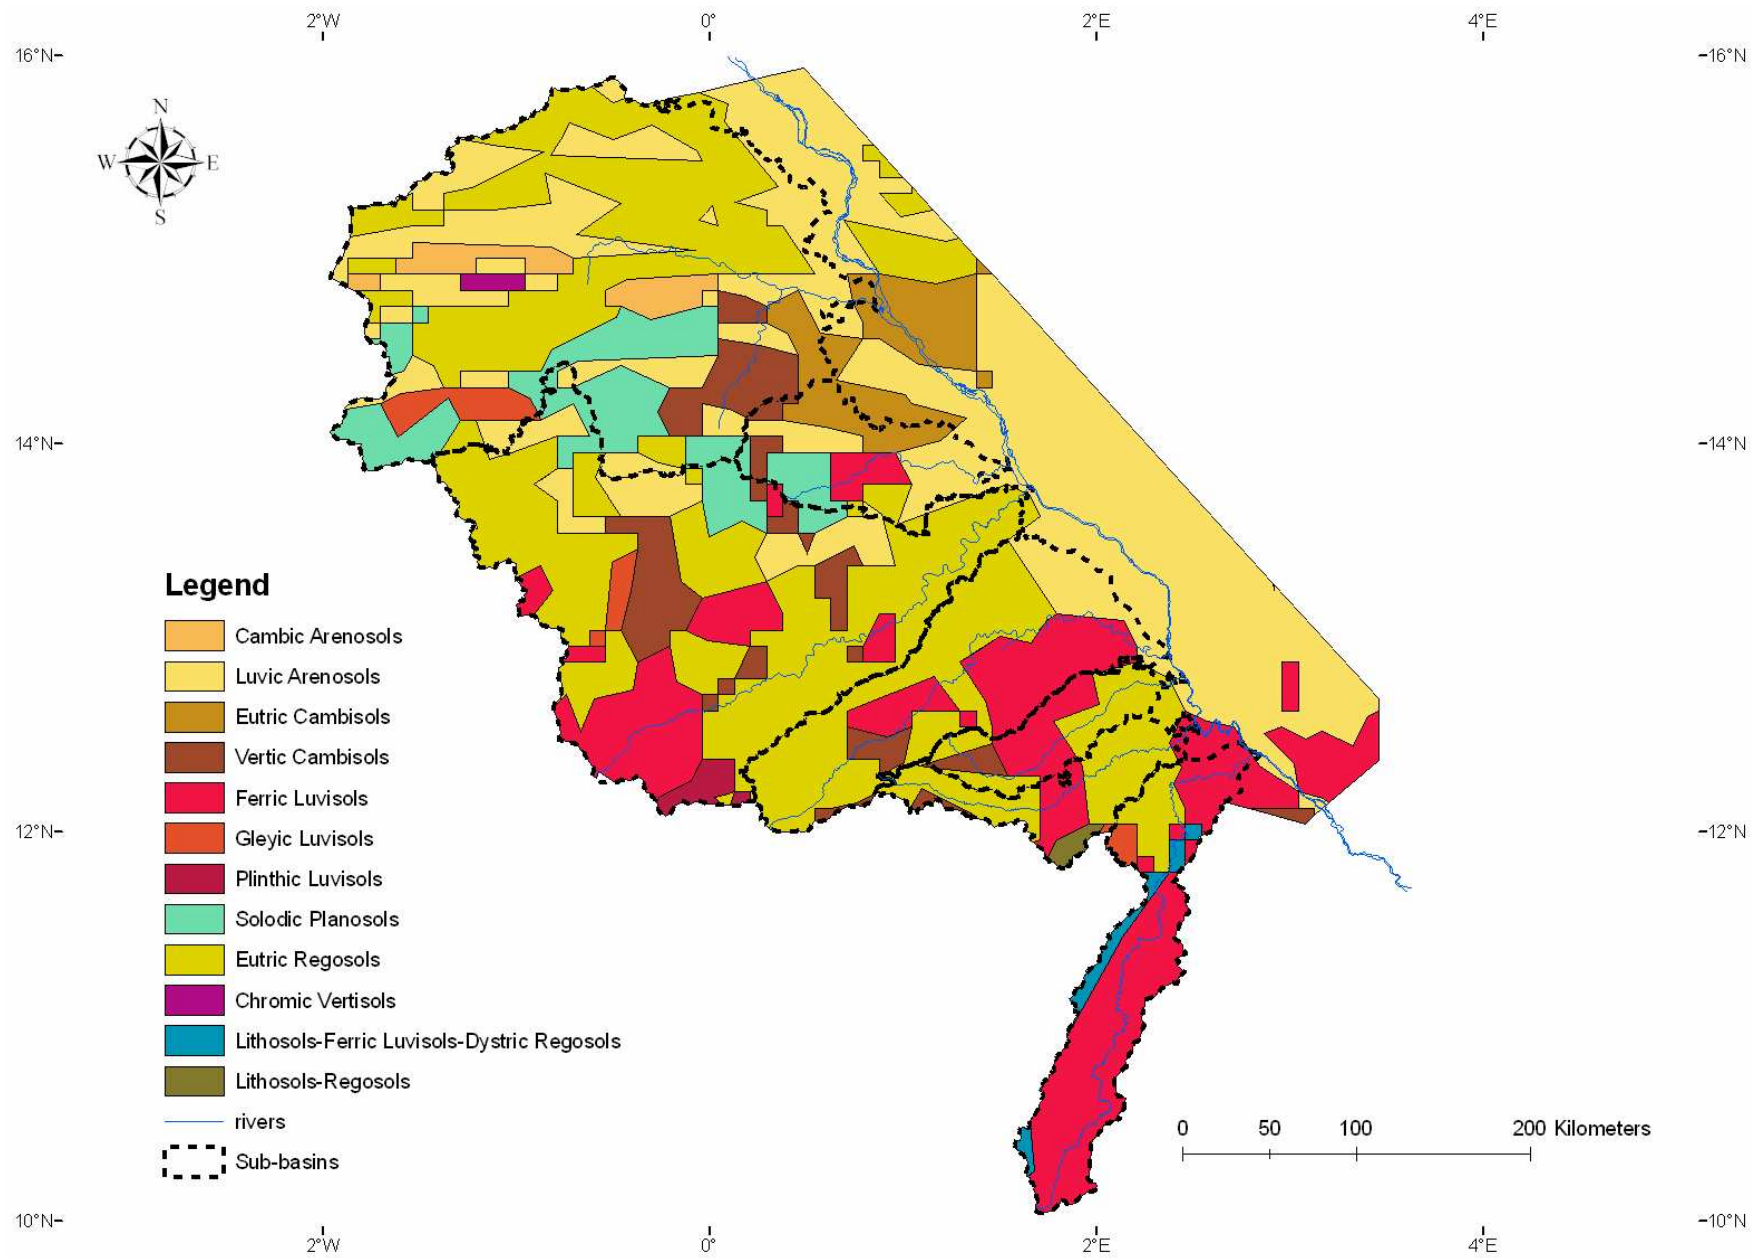 2°W 0° 2°E 4°E
16°N 16°N
N
W E
S
14°N 14°N
Legend
Cambic Arenosols
Luvic Arenosols
Eutric Cambisols
Vertic Cambisols
Ferric Luvisols
Gleyic Luvisols
12°N 12°N
Plinthic Luvisols
Solodic Planosols
Eutric Regosols
Chromic Vertisols
Lithosols-Ferric Luvisols-Dystric Regosols
Lithosols-Regosols
rivers
Sub-basins
0 50 100 200 Kilometers
10°N 10°N
2°W 0° 2°E 4°E